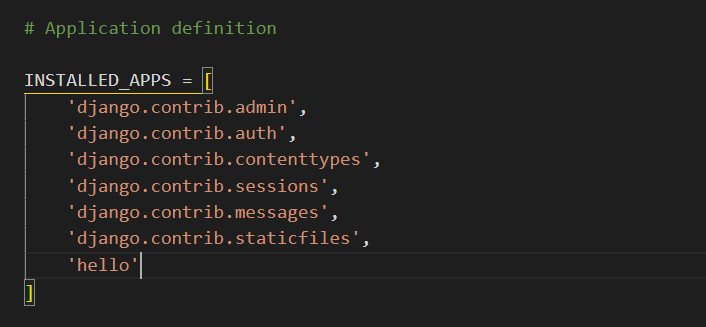 # Application definition
INSTALLED_APPS = [
'django.contrib.admin',
'django.contrib.auth',
'django.contrib.contenttypes',
'django.contrib.sessions',
'django.contrib.messages',
'django.contrib.staticfiles',
'hello'
]